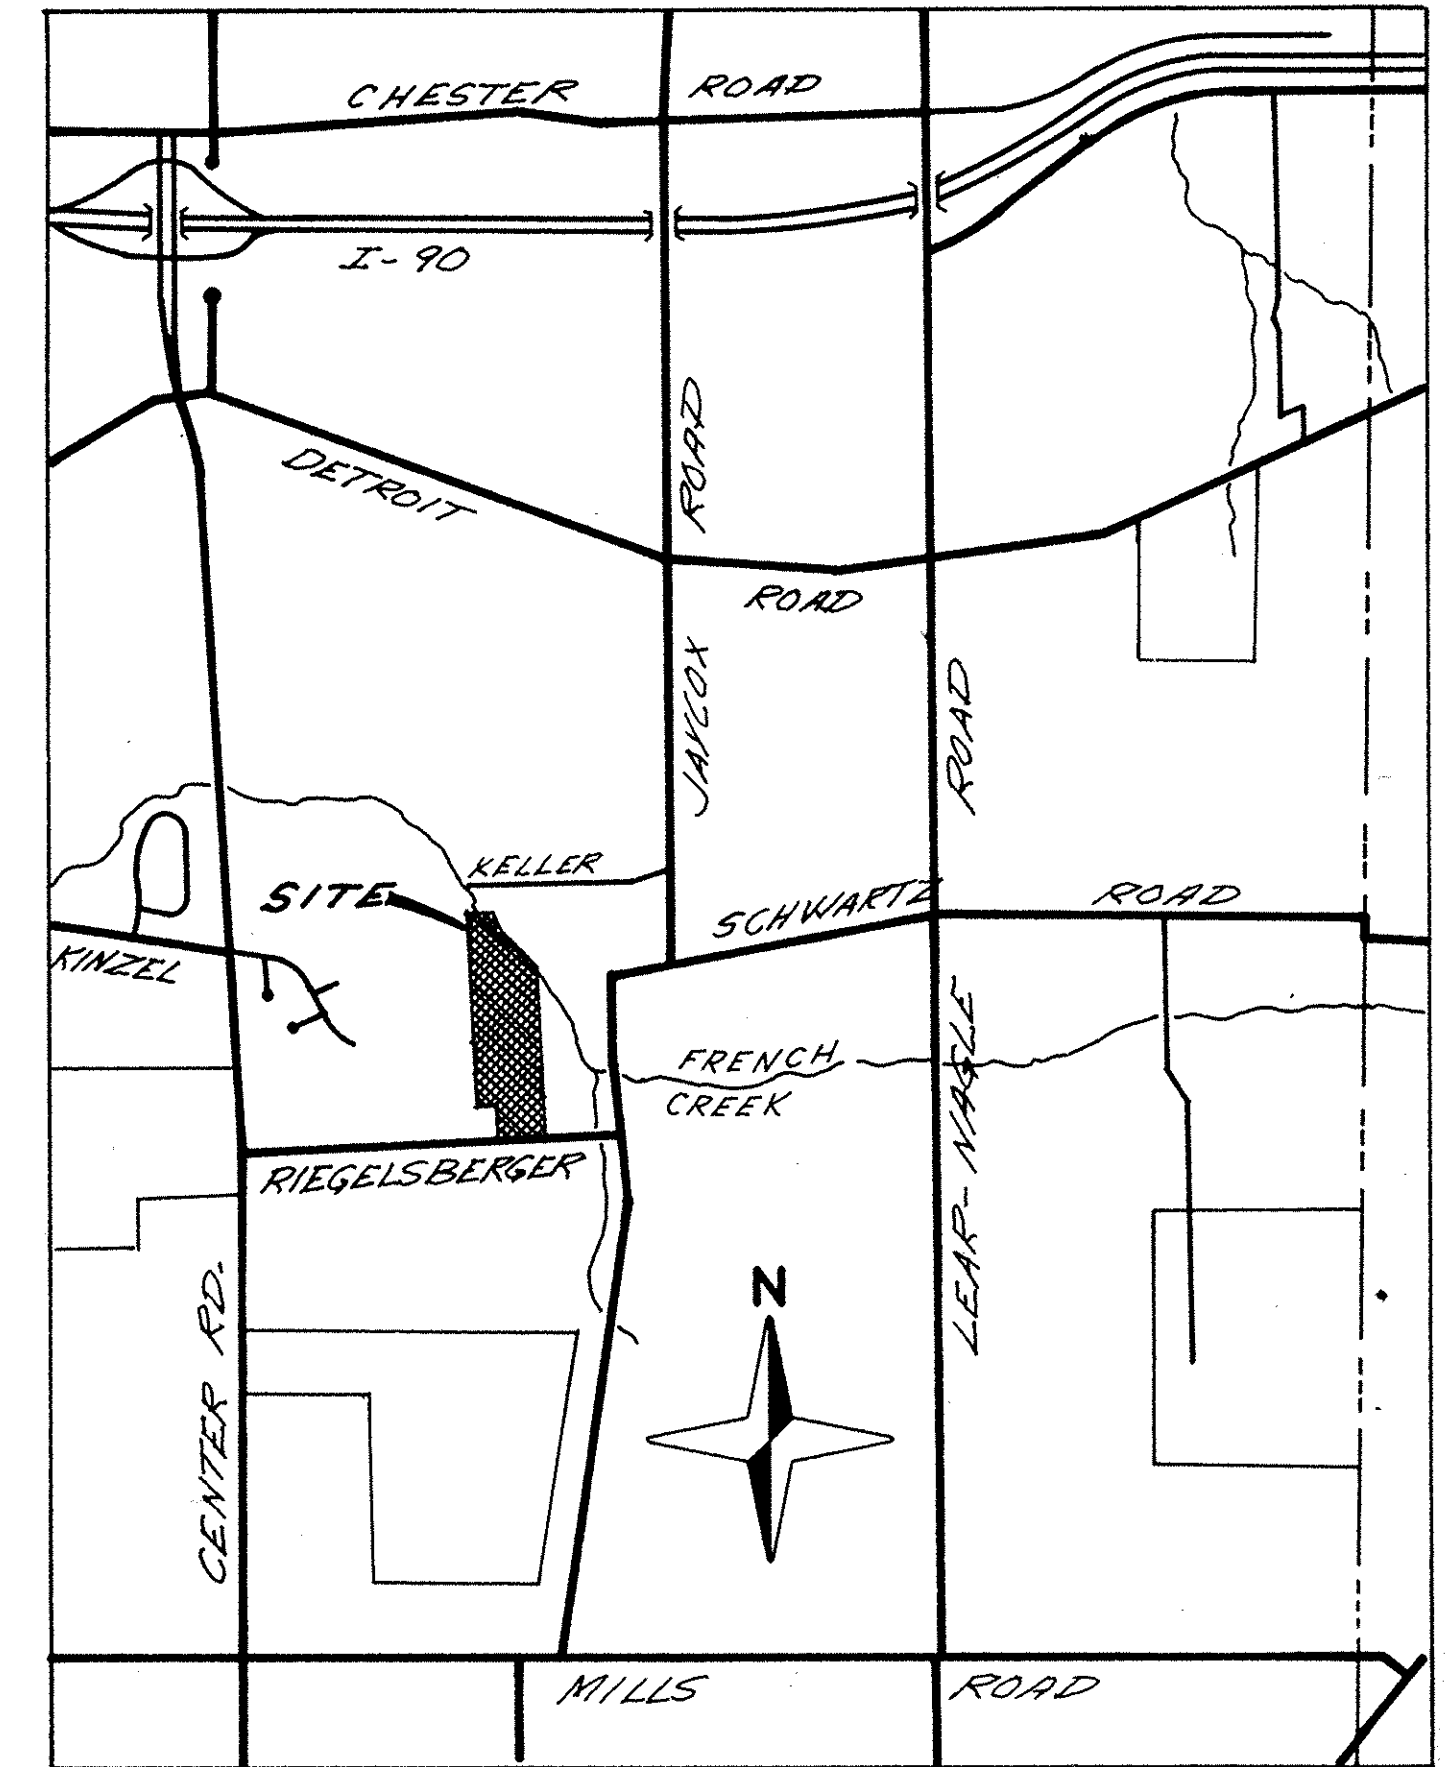 CHESTER ROAD
I-90
DETROIT ROAD
JAYCOX ROAD
LEAR-NAGLE ROAD
KELLER
SITE
SCHWARTZ ROAD
KINZEL
FRENCH
CREEK
RIEGELSBERGER
CENTER RD.
N
MILLS ROAD